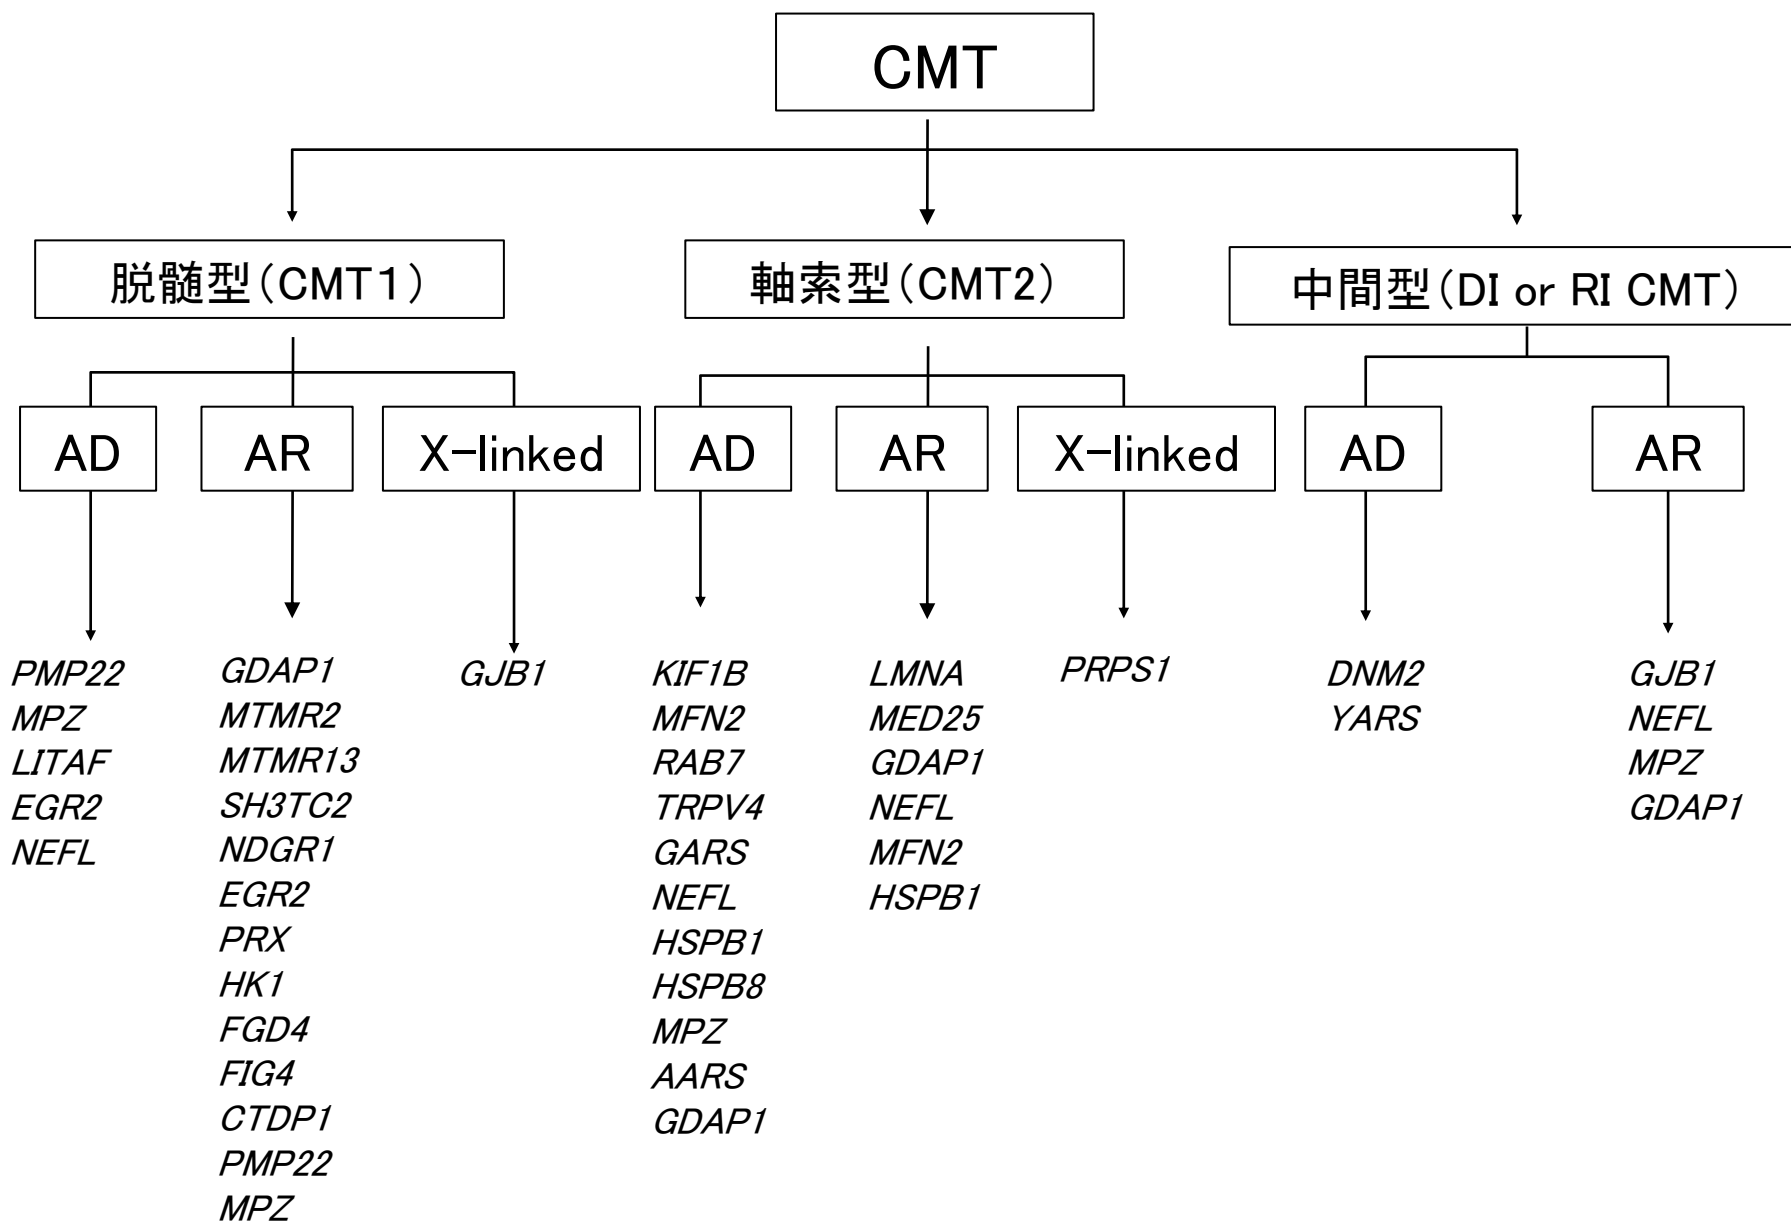 CMT
脱髄型(CMT1)
軸索型(CMT2)
中間型(DI or RI CMT)
AD
AR
X-linked
AD
AR
X-linked
AD
AR
PMP22
MPZ
LITAF
EGR2
NEFL
GDAP1
MTMR2
MTMR13
SH3TC2
NDGR1
EGR2
PRX
HK1
FGD4
FIG4
CTDP1
PMP22
MPZ
GJB1
KIF1B
MFN2
RAB7
TRPV4
GARS
NEFL
HSPB1
HSPB8
MPZ
AARS
GDAP1
LMNA
MED25
GDAP1
NEFL
MFN2
HSPB1
PRPS1
DNM2
YARS
GJB1
NEFL
MPZ
GDAP1